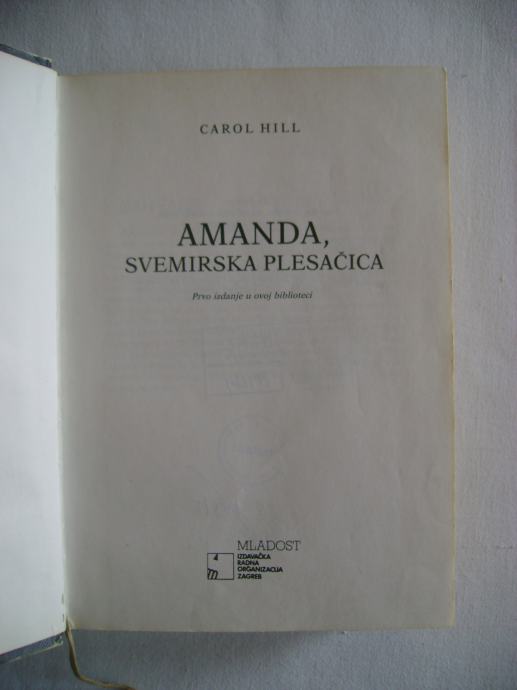 CAROL HILL
AMANDA,
SVEMIRSKA PLESAČICA
Prvo izdanje u ovoj biblioteci
MLADOST
IZDAVAČKA
RADNA
ORGANIZACIJA
ZAGREB